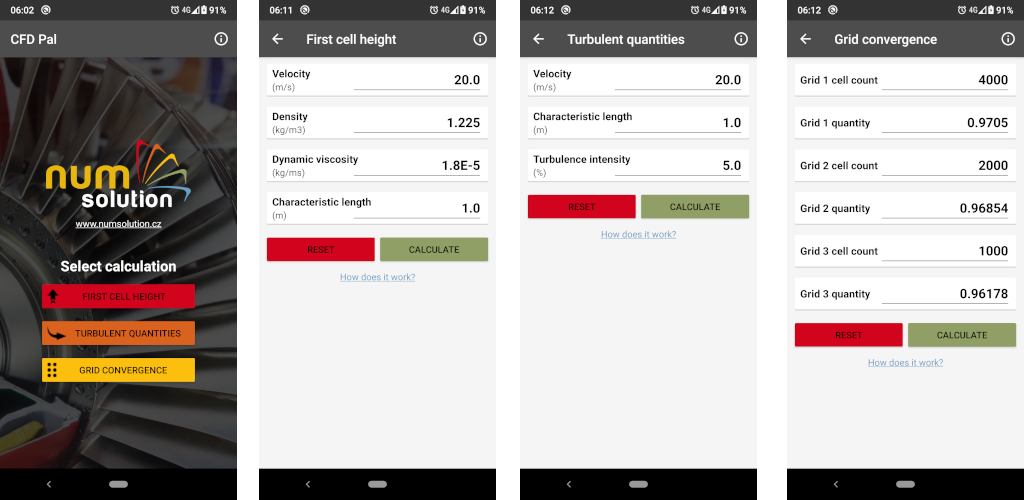 06:02 4G 91%
CFD Pal
num
solution
www.numsolution.cz
Select calculation
FIRST CELL HEIGHT
TURBULENT QUANTITIES
GRID CONVERGENCE
06:11 4G 91%
First cell height
Velocity
(m/s)
20.0
Density
(kg/m3)
1.225
Dynamic viscosity
(kg/ms)
1.8E-5
Characteristic length
(m)
1.0
RESET CALCULATE
How does it work?
06:12 4G 91%
Turbulent quantities
Velocity
(m/s)
20.0
Characteristic length
(m)
1.0
Turbulence intensity
(%)
5.0
RESET CALCULATE
How does it work?
06:12 4G 91%
Grid convergence
Grid 1 cell count 4000
Grid 1 quantity 0.9705
Grid 2 cell count 2000
Grid 2 quantity 0.96854
Grid 3 cell count 1000
Grid 3 quantity 0.96178
RESET CALCULATE
How does it work?